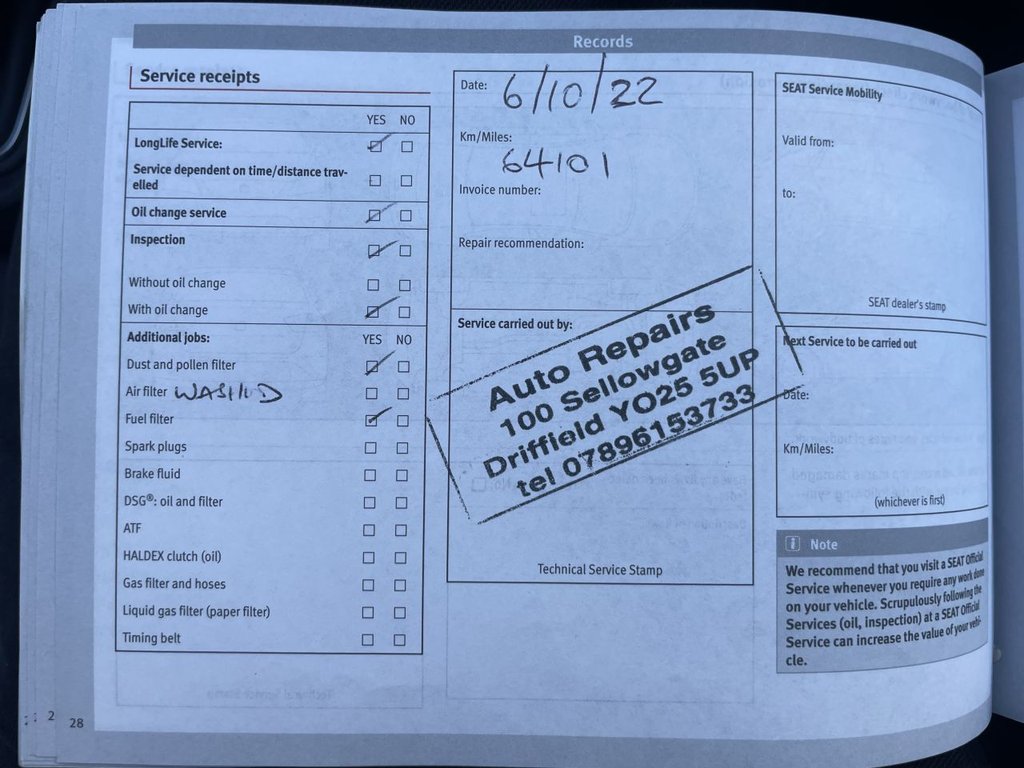 Records
Service receipts
YES NO
LongLife Service:
Service dependent on time/distance trav-
elled
Oil change service
Inspection
Without oil change
With oil change
Additional jobs: YES NO
Dust and pollen filter
Air filter WASHED
Fuel filter
Spark plugs
Brake fluid
DSG®: oil and filter
ATF
HALDEX clutch (oil)
Gas filter and hoses
Liquid gas filter (paper filter)
Timing belt
Date: 6/10/22
Km/Miles:
64101
Invoice number:
Repair recommendation:
Service carried out by:
Auto Repairs
100 Sellowgate
Driffield YO25 5UP
tel 07896153733
Technical Service Stamp
SEAT Service Mobility
Valid from:
to:
SEAT dealer's stamp
Next Service to be carried out
Date:
Km/Miles:
(whichever is first)
i Note
We recommend that you visit a SEAT Official
Service whenever you require any work done
on your vehicle. Scrupulously following the
Services (oil, inspection) at a SEAT Official
Service can increase the value of your vehi-
cle.
2 28